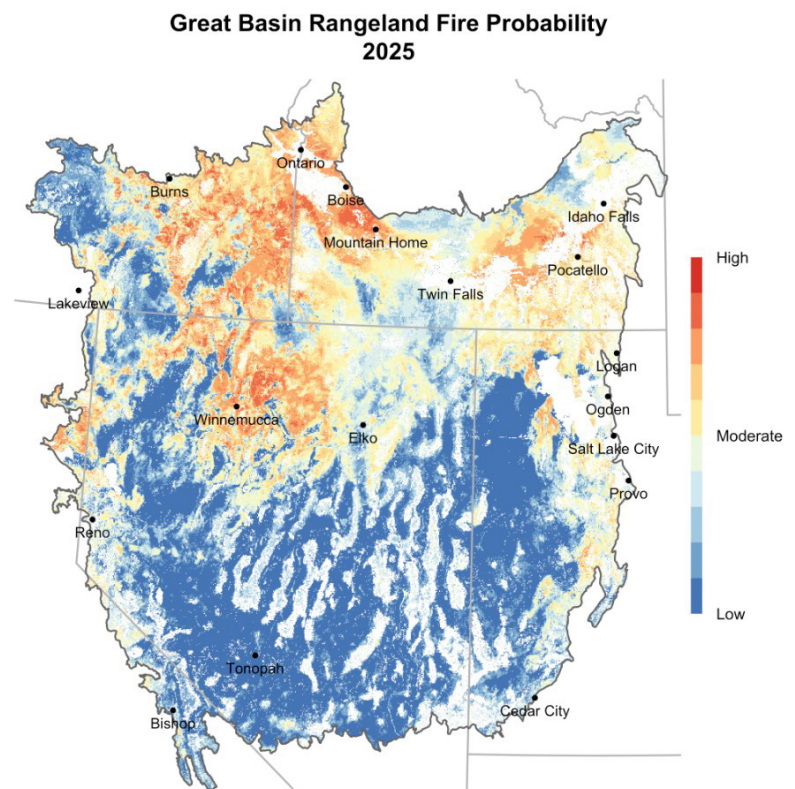 Great Basin Rangeland Fire Probability
2025
Ontario
Burns
Boise
Idaho Falls
Mountain Home
High
Pocatello
Twin Falls
Lakeview
Logan
Winnemucca
Ogden
Elko
Moderate
Salt Lake City
Provo
Reno
Low
Tonopah
Cedar City
Bishop